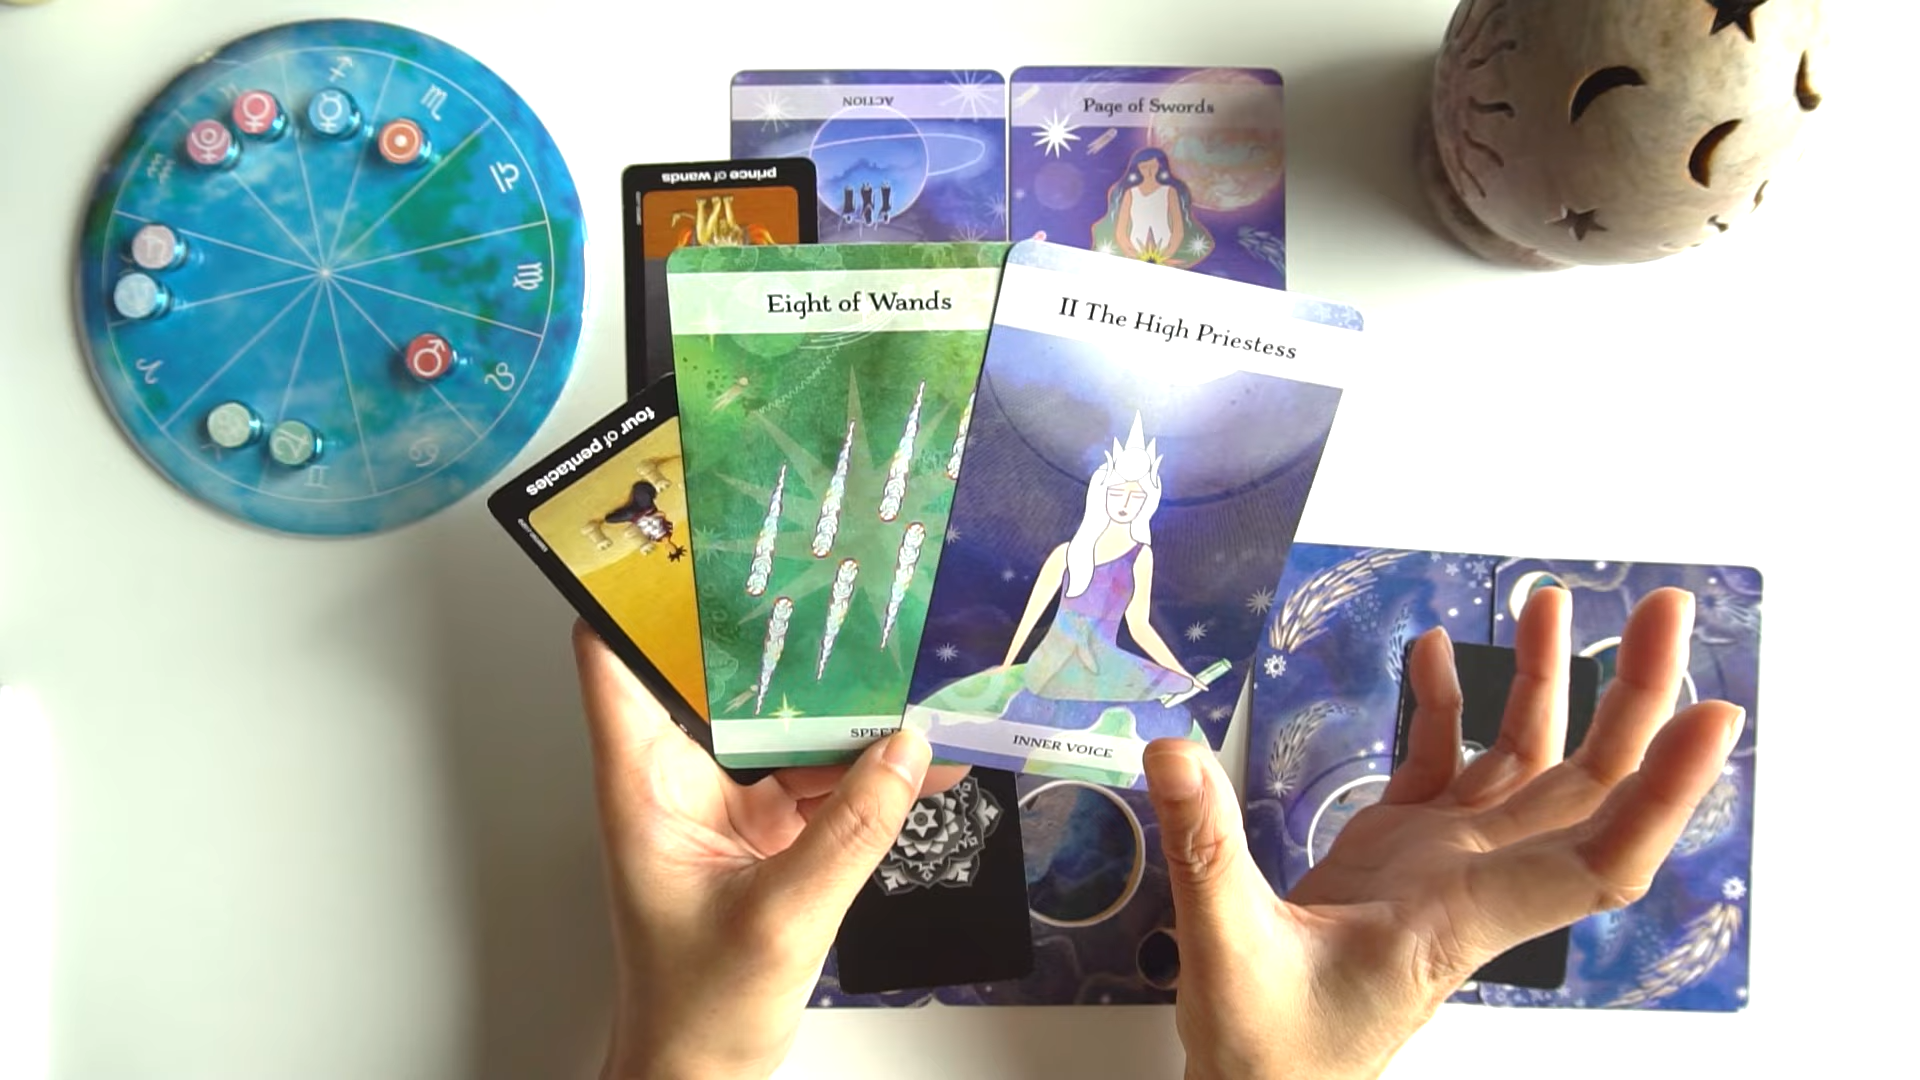 ACTION
Page of Swords
prince of wands
Eight of Wands
II The High Priestess
four of pentacles
SPEED
INNER VOICE